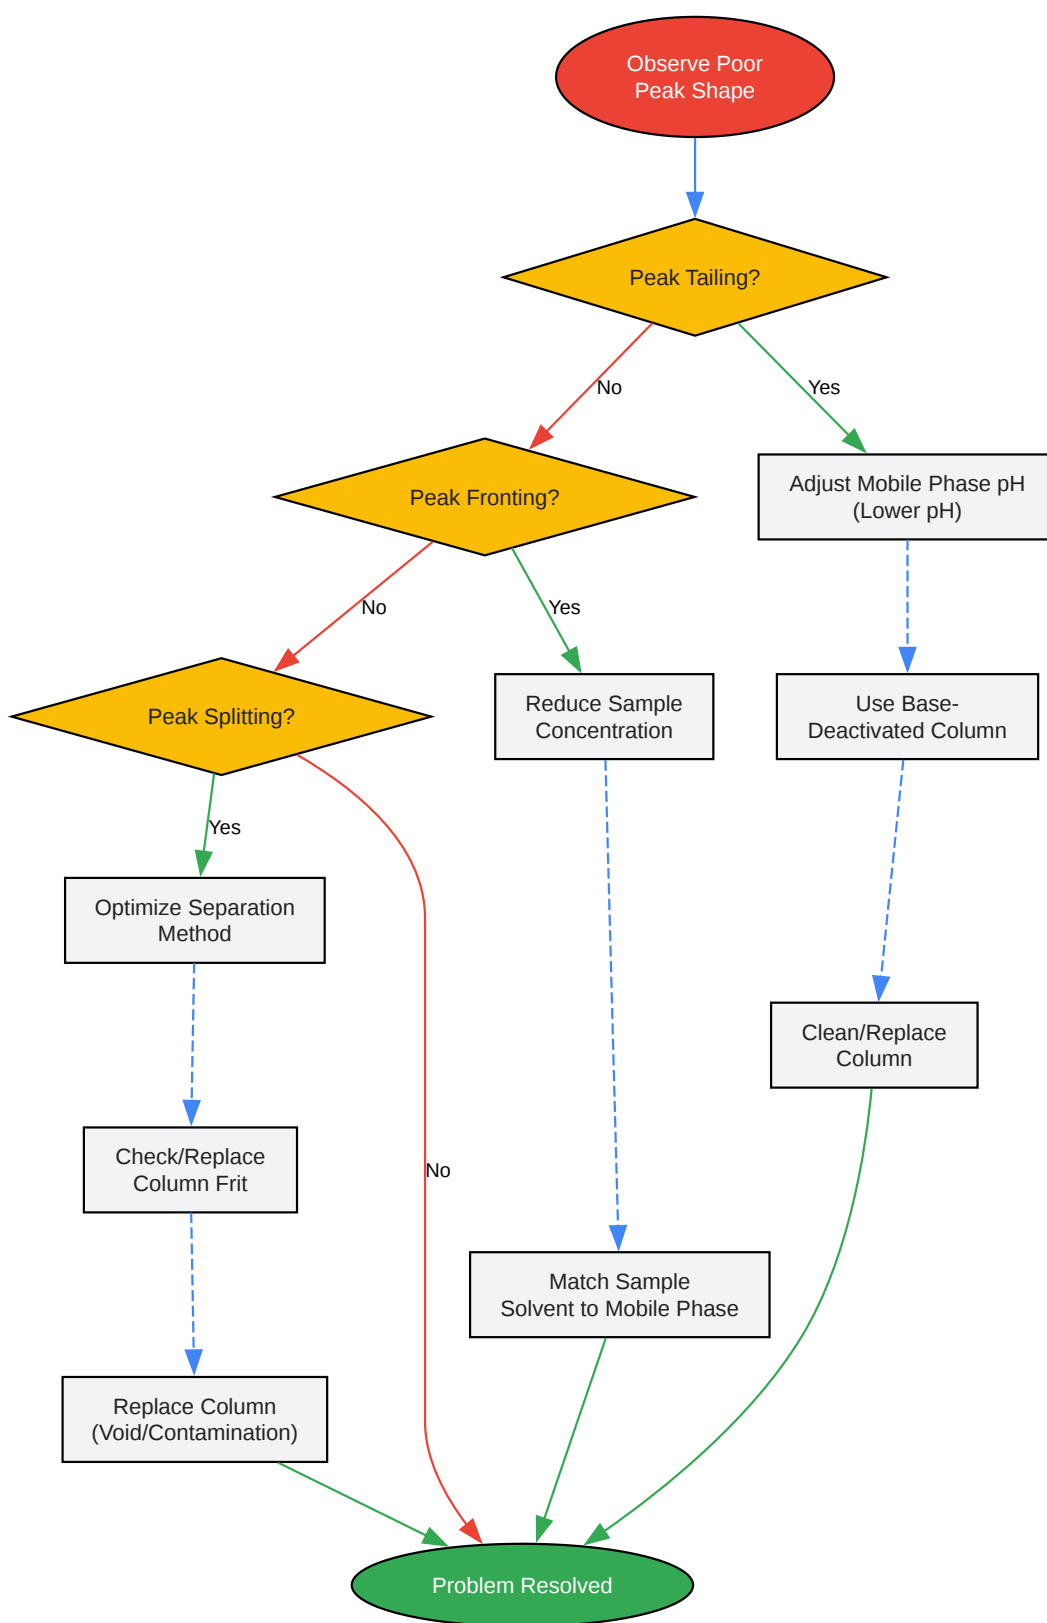 Observe Poor
Peak Shape
Peak Tailing?
No
Yes
Peak Fronting?
Adjust Mobile Phase pH
(Lower pH)
No
Yes
Peak Splitting?
Reduce Sample
Concentration
Use Base-
Deactivated Column
Yes
Optimize Separation
Method
Clean/Replace
Column
Check/Replace
Column Frit
No
Match Sample
Solvent to Mobile Phase
Replace Column
(Void/Contamination)
Problem Resolved